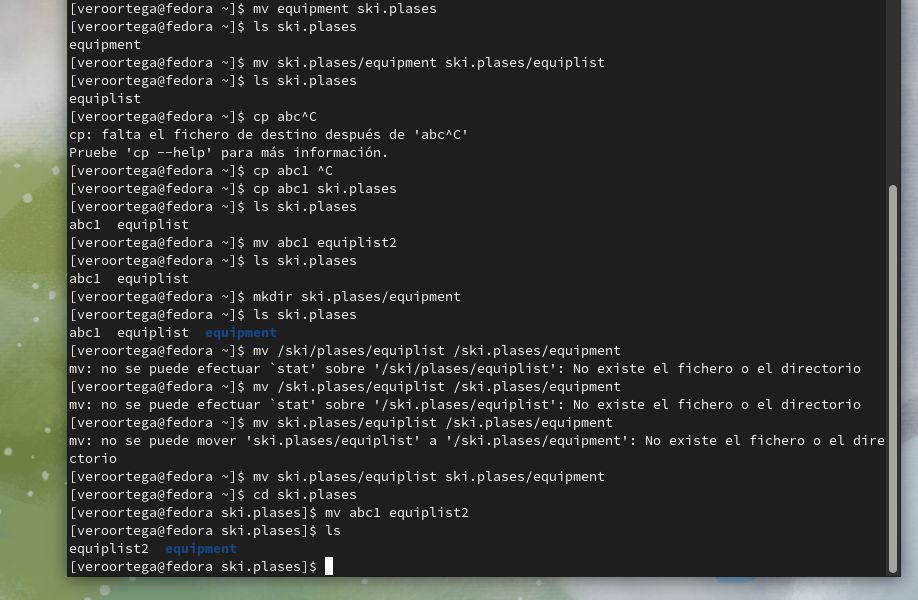 [veroortega@fedora ~]$ mv equipment ski.plases
[veroortega@fedora ~]$ ls ski.plases
equipment
[veroortega@fedora ~]$ mv ski.plases/equipment ski.plases/equiplist
[veroortega@fedora ~]$ ls ski.plases
equiplist
[veroortega@fedora ~]$ cp abc^C
cp: falta el fichero de destino después de 'abc^C'
Pruebe 'cp --help' para más información.
[veroortega@fedora ~]$ cp abc1 ^C
[veroortega@fedora ~]$ cp abc1 ski.plases
[veroortega@fedora ~]$ ls ski.plases
abc1  equiplist
[veroortega@fedora ~]$ mv abc1 equiplist2
[veroortega@fedora ~]$ ls ski.plases
abc1  equiplist
[veroortega@fedora ~]$ mkdir ski.plases/equipment
[veroortega@fedora ~]$ ls ski.plases
abc1  equiplist  equipment
[veroortega@fedora ~]$ mv /ski/plases/equiplist /ski.plases/equipment
mv: no se puede efectuar `stat' sobre '/ski/plases/equiplist': No existe el fichero o el directorio
[veroortega@fedora ~]$ mv /ski.plases/equiplist /ski.plases/equipment
mv: no se puede efectuar `stat' sobre '/ski.plases/equiplist': No existe el fichero o el directorio
[veroortega@fedora ~]$ mv ski.plases/equiplist /ski.plases/equipment
mv: no se puede mover 'ski.plases/equiplist' a '/ski.plases/equipment': No existe el fichero o el dire
ctorio
[veroortega@fedora ~]$ mv ski.plases/equiplist ski.plases/equipment
[veroortega@fedora ~]$ cd ski.plases
[veroortega@fedora ski.plases]$ mv abc1 equiplist2
[veroortega@fedora ski.plases]$ ls
equiplist2  equipment
[veroortega@fedora ski.plases]$